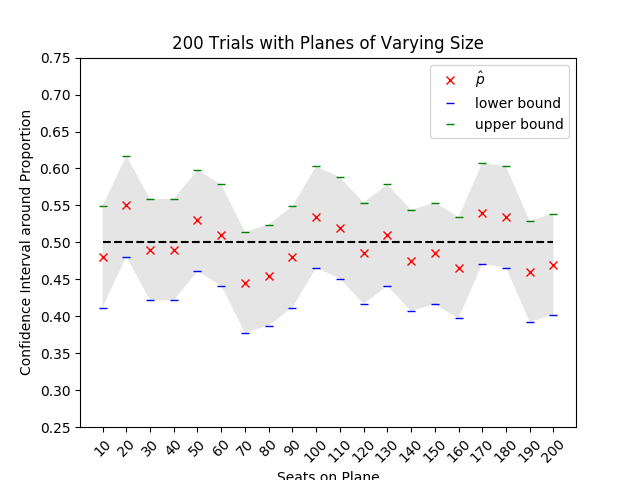 200 Trials with Planes of Varying Size
p̂
lower bound
upper bound
Confidence Interval around Proportion
0.75
0.70
0.65
0.60
0.55
0.50
0.45
0.40
0.35
0.30
0.25
10 20 30 40 50 60 70 80 90 100 110 120 130 140 150 160 170 180 190 200
Seats on Plane